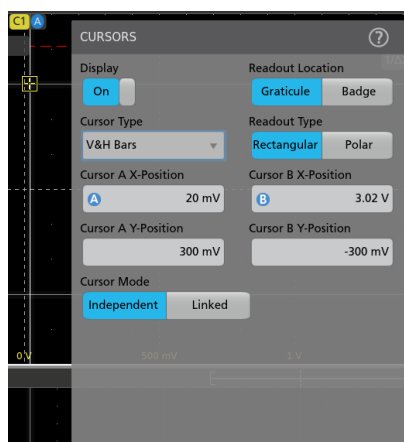 C1 A
CURSORS ?
Display Readout Location
On Graticule Badge
Cursor Type Readout Type
V&H Bars Rectangular Polar
Cursor A X-Position Cursor B X-Position
A 20 mV B 3.02 V
Cursor A Y-Position Cursor B Y-Position
300 mV -300 mV
Cursor Mode
Independent Linked
0 V 500 mV 1 V